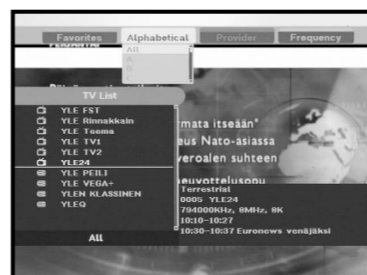 Favorites Alphabetical Provider Frequency
All
A
TV List
YLE FST
YLE Rinnakkain
YLE Teema
YLE TV1
YLE TV2
YLE24
YLE PEILI
YLE VEGA+
YLEN KLASSINEN
YLEQ
All
rmata itseään"
eus Nato-asiassa
veroalen suhteen
euvottelusopu
Terrestrial
0005 YLE24
794000KHz, 8MHz, 8K
10:10-10:27
10:30-10:37 Euronews venäjäksi